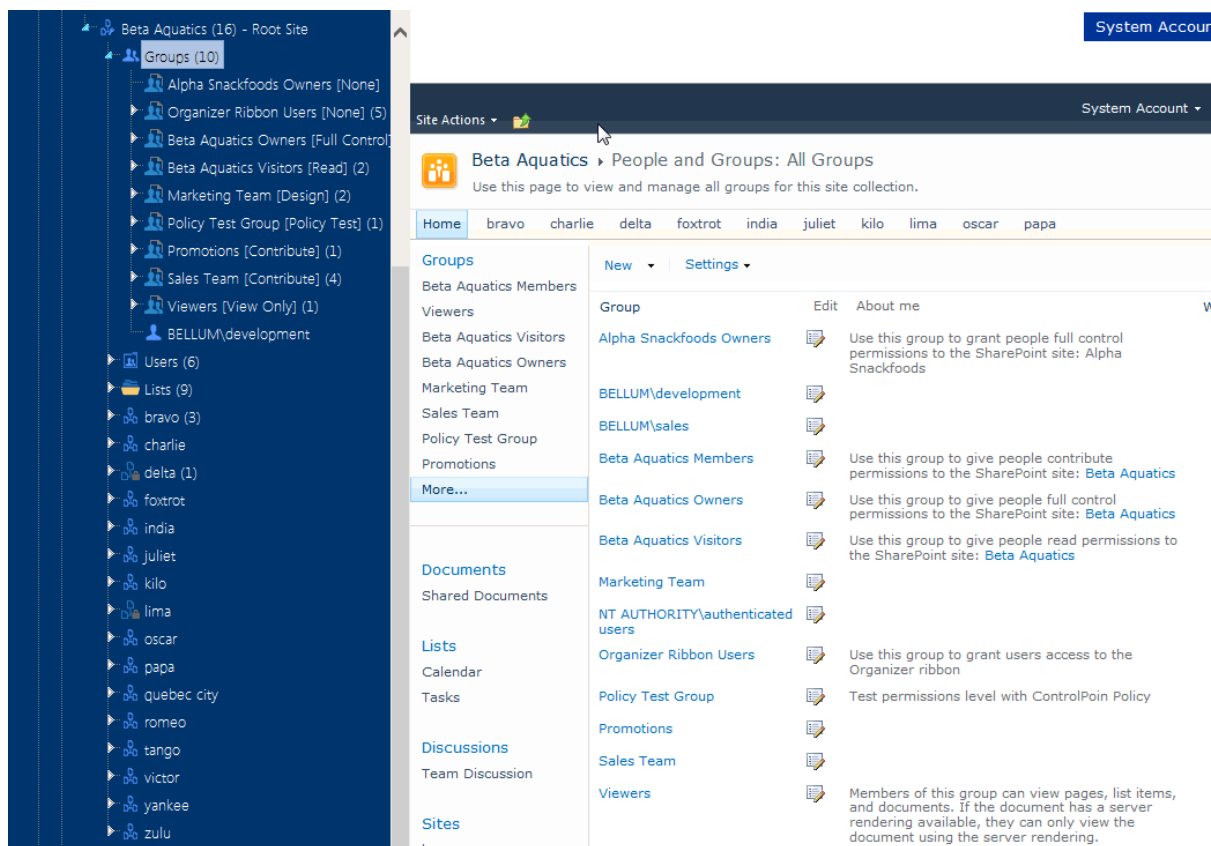 Beta Aquatics (16) - Root Site
Groups (10)
Alpha Snackfoods Owners [None]
Organizer Ribbon Users [None] (5)
Beta Aquatics Owners [Full Control]
Beta Aquatics Visitors [Read] (2)
Marketing Team [Design] (2)
Policy Test Group [Policy Test] (1)
Promotions [Contribute] (1)
Sales Team [Contribute] (4)
Viewers [View Only] (1)
BELLUM\development
Users (6)
Lists (9)
bravo (3)
charlie
delta (1)
foxtrot
india
juliet
kilo
lima
oscar
papa
quebec city
romeo
tango
victor
yankee
zulu
System Accoun
System Account
Site Actions
Beta Aquatics People and Groups: All Groups
Use this page to view and manage all groups for this site collection.
Home bravo charlie delta foxtrot india juliet kilo lima oscar papa
Groups
Beta Aquatics Members
Viewers
Beta Aquatics Visitors
Beta Aquatics Owners
Marketing Team
Sales Team
Policy Test Group
Promotions
More...
Documents
Shared Documents
Lists
Calendar
Tasks
Discussions
Team Discussion
Sites
New Settings
Group Edit About me W
Alpha Snackfoods Owners Use this group to grant people full control
permissions to the SharePoint site: Alpha
Snackfoods
BELLUM\development
BELLUM\sales
Beta Aquatics Members Use this group to give people contribute
permissions to the SharePoint site: Beta Aquatics
Beta Aquatics Owners Use this group to give people full control
permissions to the SharePoint site: Beta Aquatics
Beta Aquatics Visitors Use this group to give people read permissions to
the SharePoint site: Beta Aquatics
Marketing Team
NT AUTHORITY\authenticated
users
Organizer Ribbon Users Use this group to grant users access to the
Organizer ribbon
Policy Test Group Test permissions level with ControlPoin Policy
Promotions
Sales Team
Viewers Members of this group can view pages, list items,
and documents. If the document has a server
rendering available, they can only view the
document using the server rendering.